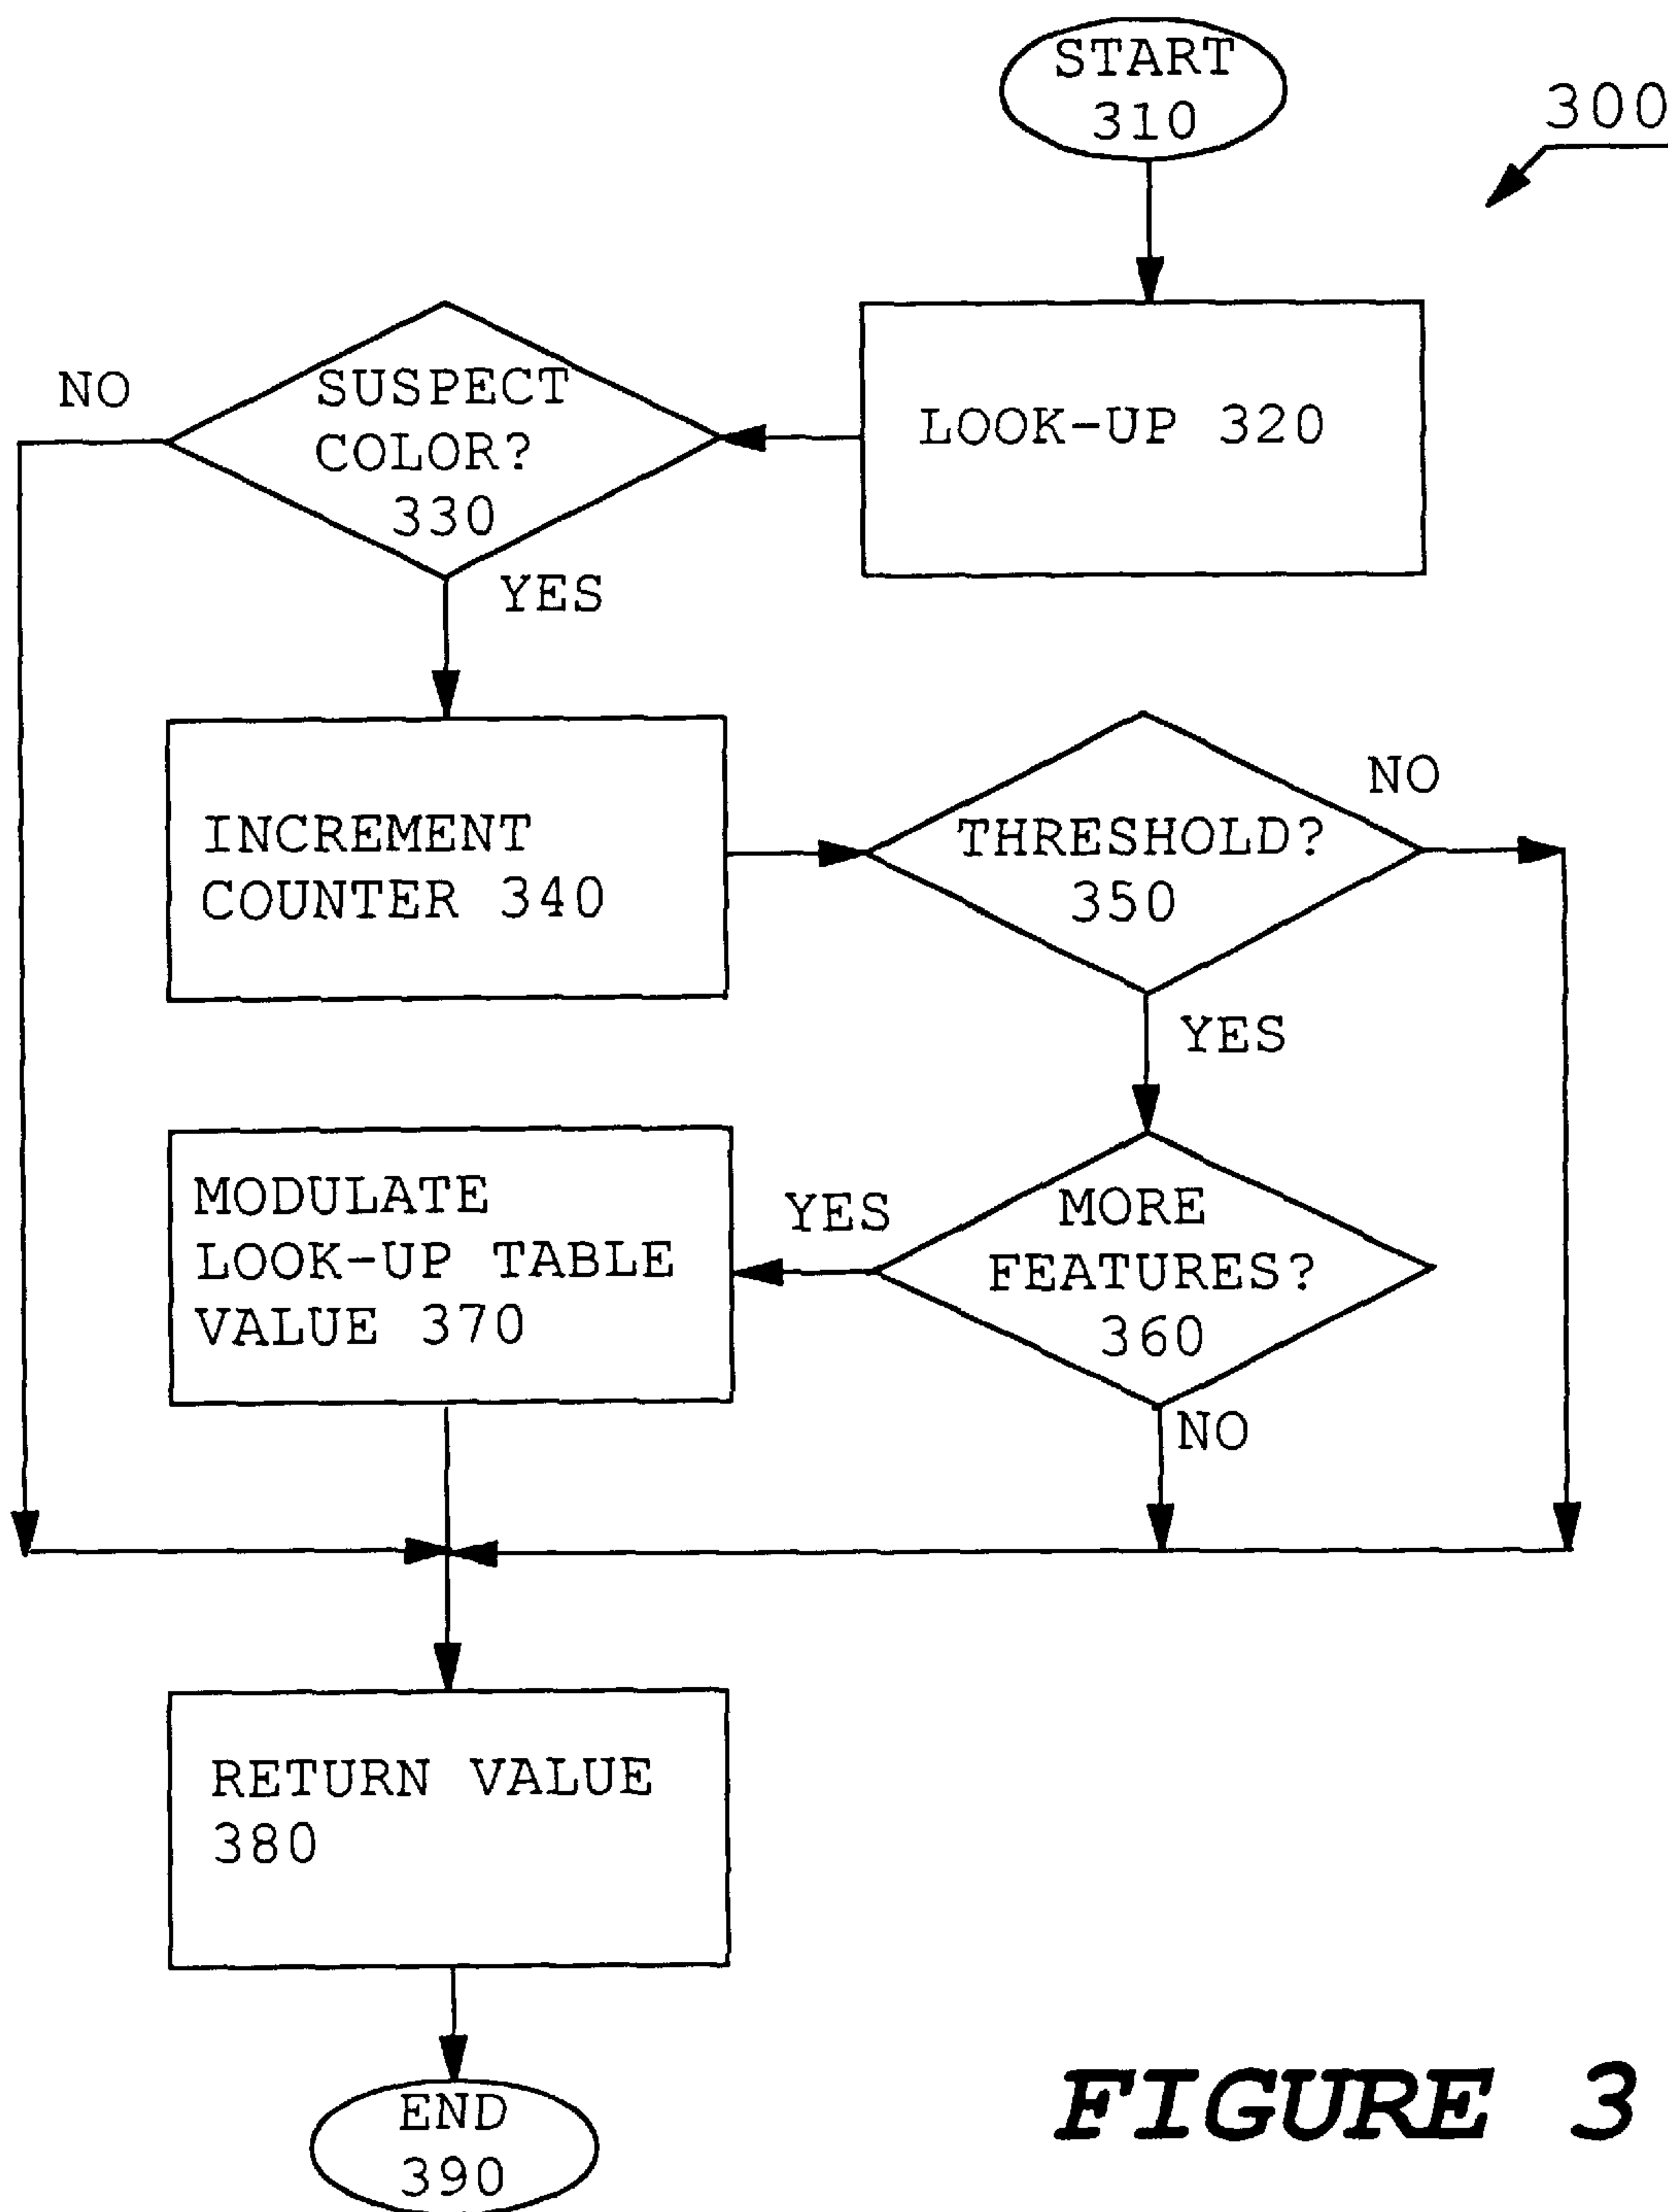 START
310
300
LOOK-UP 320
NO
SUSPECT
COLOR?
330
YES
INCREMENT
COUNTER 340
THRESHOLD?
350
NO
YES
MORE
FEATURES?
360
YES
NO
MODULATE
LOOK-UP TABLE
VALUE 370
RETURN VALUE
380
END
390
FIGURE 3